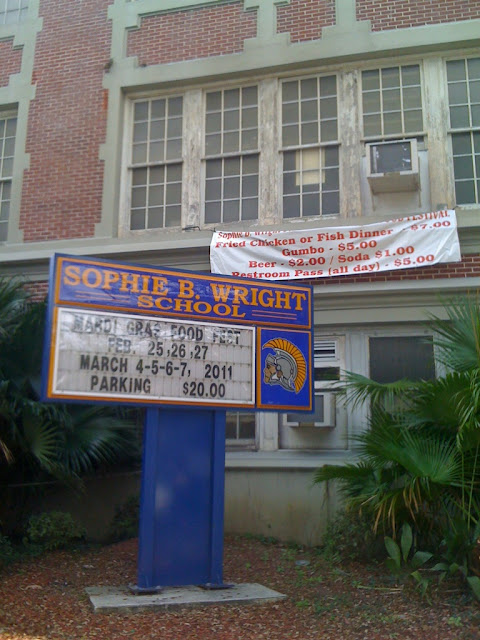 Sophie B. Wright FESTIVAL
Fried Chicken or Fish Dinner - $7.00
Gumbo - $5.00
Beer - $2.00 / Soda $1.00
Restroom Pass (all day) - $5.00
SOPHIE B. WRIGHT
SCHOOL
MARDI GRAS FOOD FEST
FEB. 25,26,27
MARCH 4-5-6-7, 2011
PARKING $20.00